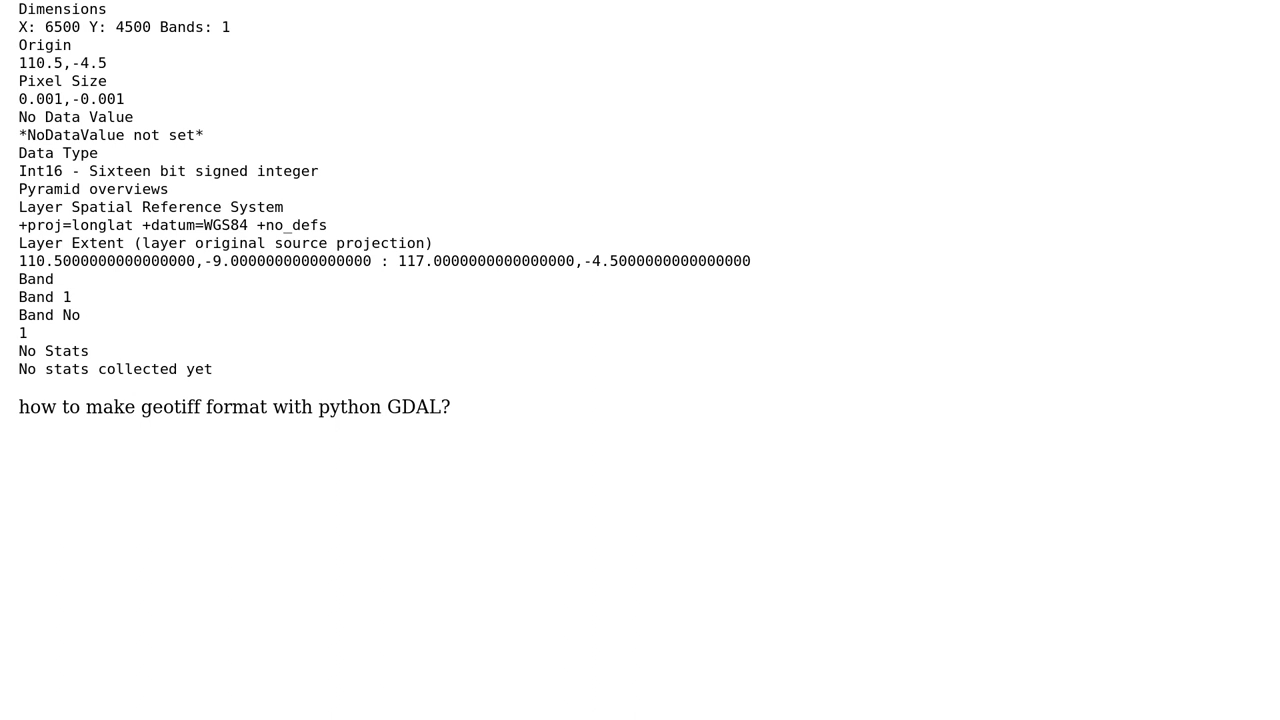 Dimensions
X: 6500 Y: 4500 Bands: 1
Origin
110.5,-4.5
Pixel Size
0.001,-0.001
No Data Value
*NoDataValue not set*
Data Type
Int16 - Sixteen bit signed integer
Pyramid overviews
Layer Spatial Reference System
+proj=longlat +datum=WGS84 +no_defs
Layer Extent (layer original source projection)
110.5000000000000000,-9.0000000000000000 : 117.0000000000000000,-4.5000000000000000
Band
Band 1
Band No
1
No Stats
No stats collected yet
how to make geotiff format with python GDAL?